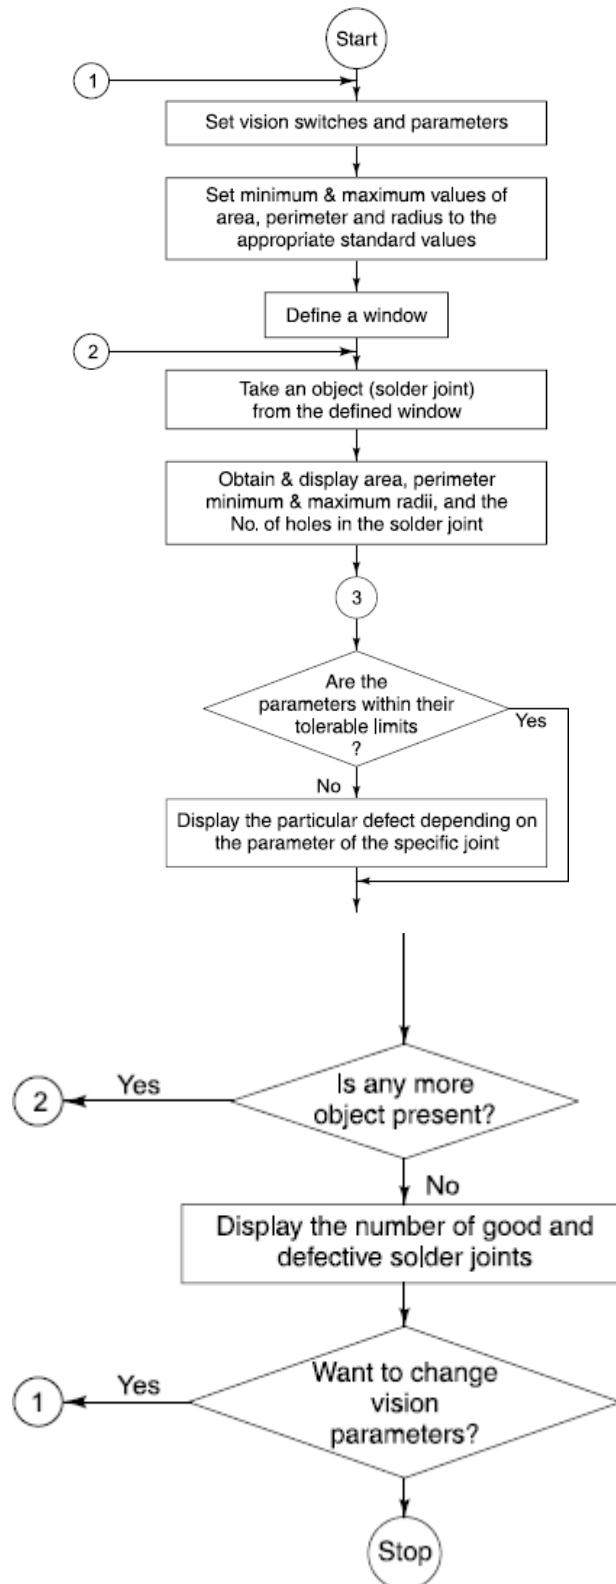 Start
1
Set vision switches and parameters
Set minimum & maximum values of
area, perimeter and radius to the
appropriate standard values
Define a window
2
Take an object (solder joint)
from the defined window
Obtain & display area, perimeter
minimum & maximum radii, and the
No. of holes in the solder joint
3
Are the
parameters within their
tolerable limits
?
Yes
No
Display the particular defect depending on
the parameter of the specific joint
Is any more
object present?
Yes
2
No
Display the number of good and
defective solder joints
Want to change
vision
parameters?
Yes
1
Stop